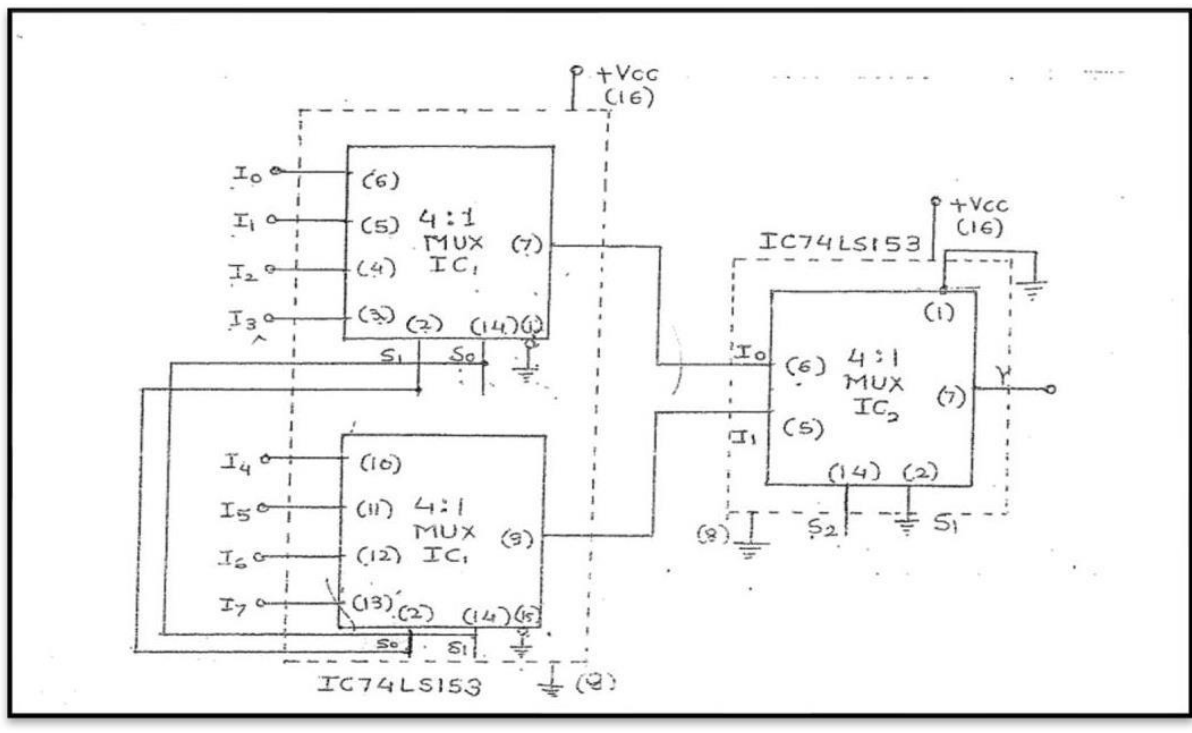 +Vcc
(16)
I0
(6)
I1
(5)
4:1
MUX
IC1
(7)
I2
(4)
I3
(3)
(2)
(14)
(1)
S1
S0
I4
(10)
I5
(11)
4:1
MUX
IC1
(9)
I6
(12)
I7
(13)
(2)
(14)
(15)
S0
S1
IC74LS153
(8)
+Vcc
(16)
IC74LS153
(1)
I0
(6)
4:1
MUX
IC2
(7)
Y
I1
(5)
(14)
(2)
(8)
S2
S1